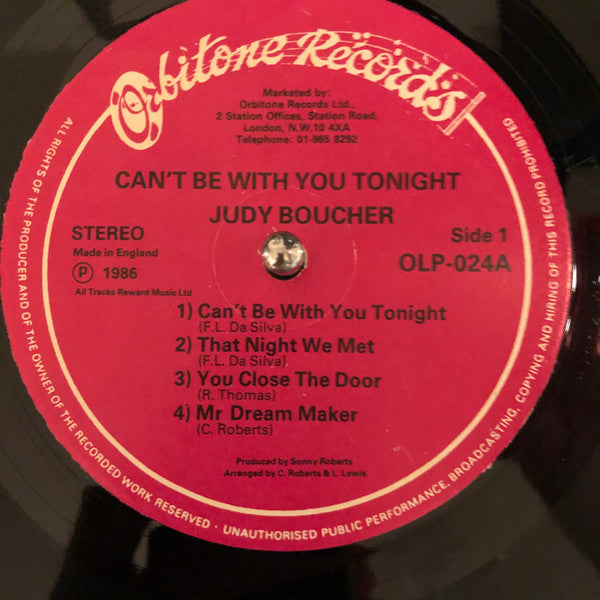 Orbitone Records
Marketed by:
Orbitone Records Ltd.,
2 Station Offices, Station Road,
London, N.W.10 4XA
Telephone: 01-965 8292
CAN'T BE WITH YOU TONIGHT
JUDY BOUCHER
STEREO
Made in England
Ⓟ 1986
All Tracks Reward Music Ltd
Side 1
OLP-024A
1) Can't Be With You Tonight
(F.L. Da Silva)
2) That Night We Met
(F.L. Da Silva)
3) You Close The Door
(R. Thomas)
4) Mr Dream Maker
(C. Roberts)
Produced by Sonny Roberts
Arranged by C. Roberts & L. Lewis
ALL RIGHTS OF THE PRODUCER AND OF THE OWNER OF THE RECORDED WORK RESERVED · UNAUTHORISED PUBLIC PERFORMANCE, BROADCASTING, COPYING AND HIRING OF THIS RECORD PROHIBITED